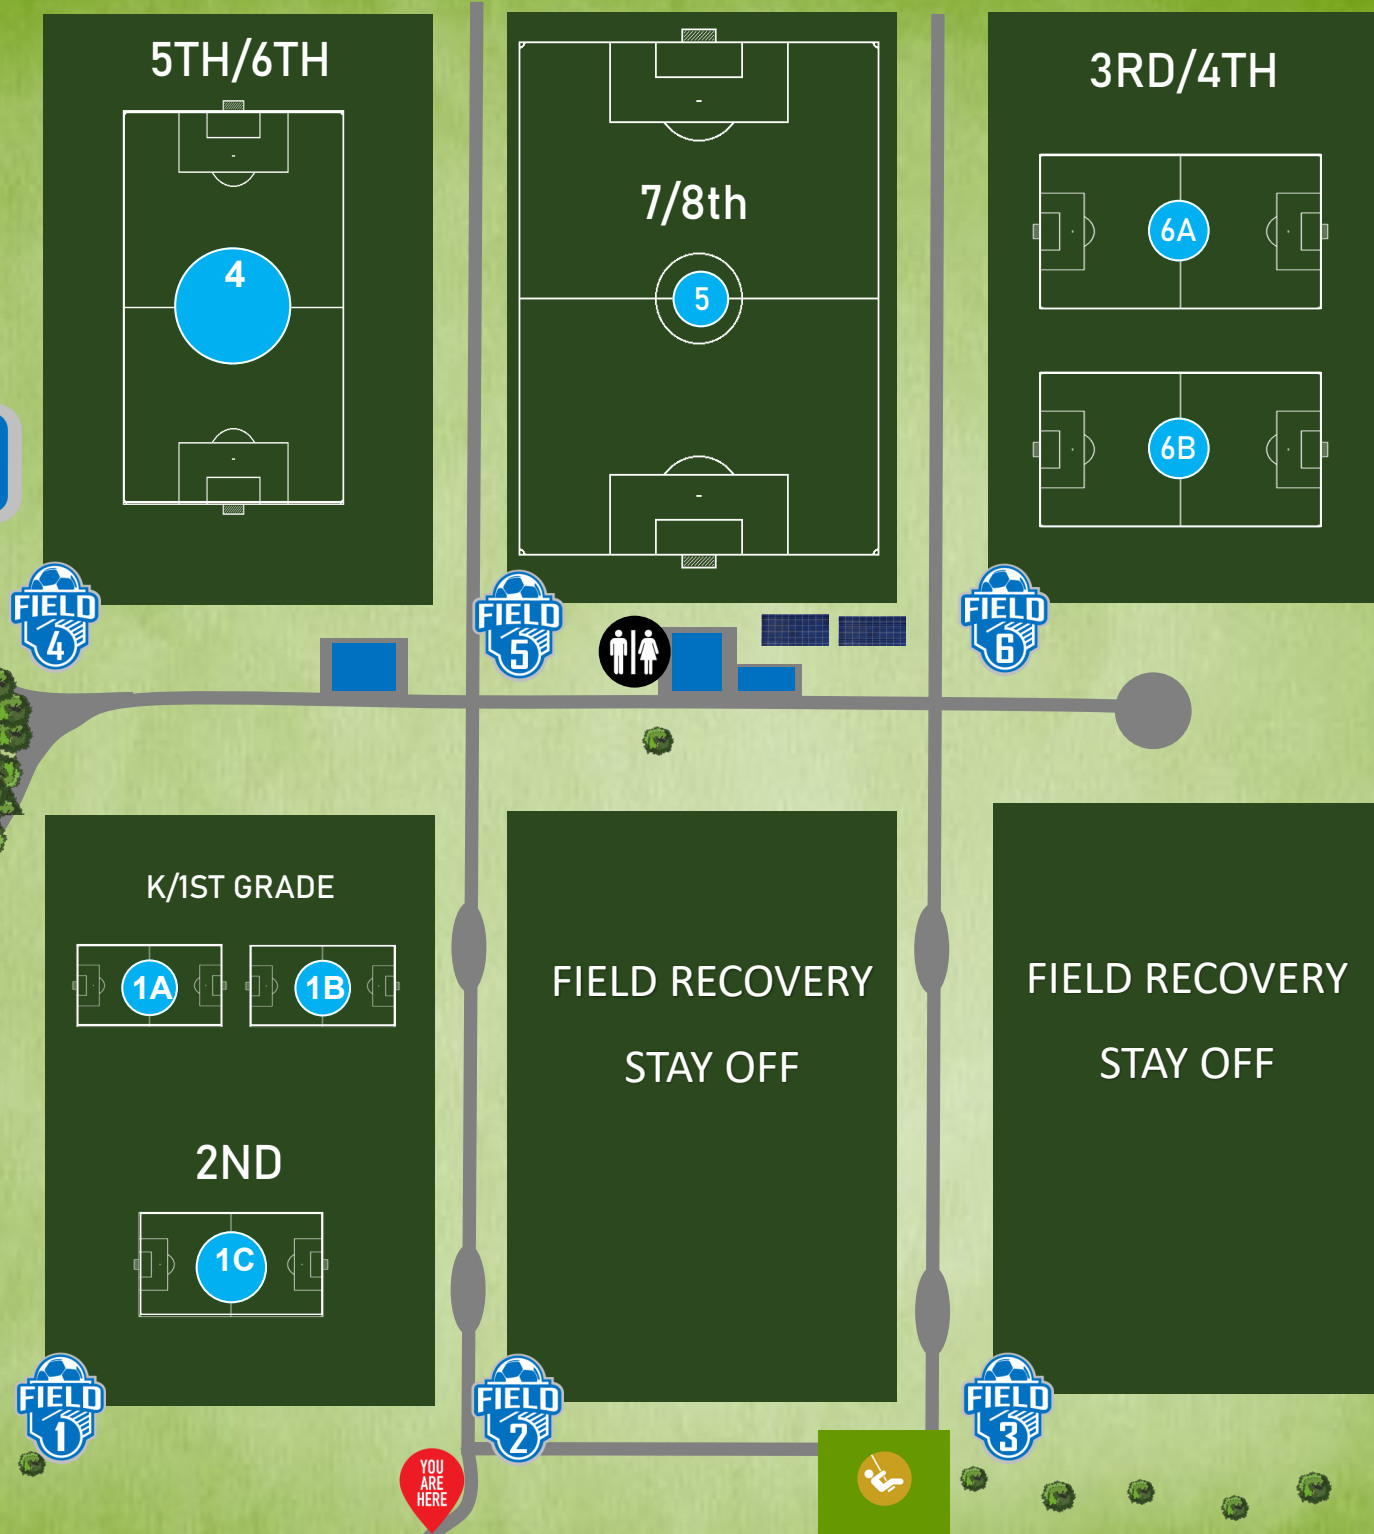 5TH/6TH
4
7/8th
5
3RD/4TH
6A
6B
FIELD
4
FIELD
5
FIELD
6
K/1ST GRADE
1A
1B
2ND
1C
FIELD RECOVERY
STAY OFF
FIELD RECOVERY
STAY OFF
FIELD
1
FIELD
2
FIELD
3
YOU
ARE
HERE